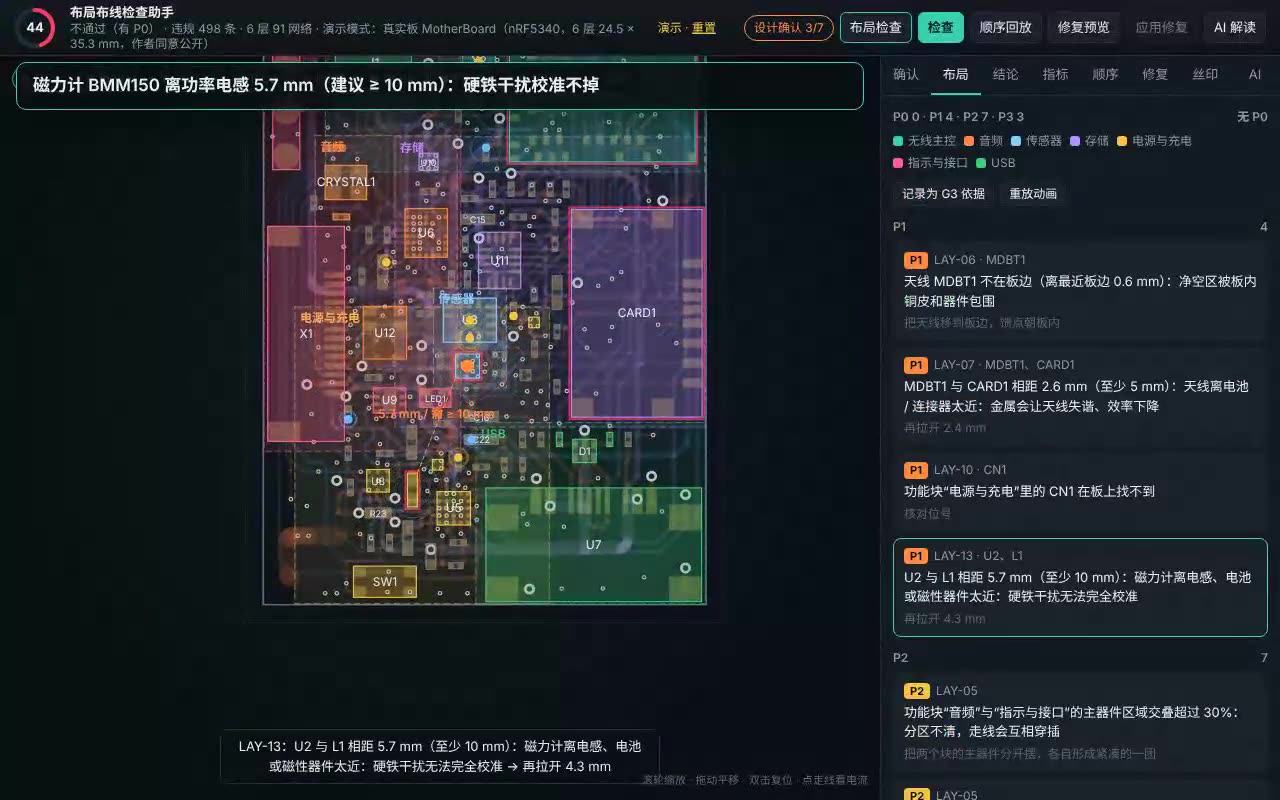 44
布局布线检查助手
不通过（有 P0） · 违规 498 条 · 6 层 91 网络 · 演示模式：真实板 MotherBoard（nRF5340，6 层 24.5 ×
35.3 mm，作者同意公开）
演示 · 重置
设计确认 3/7
布局检查
检查
顺序回放
修复预览
应用修复
AI 解读
磁力计 BMM150 离功率电感 5.7 mm（建议 ≥ 10 mm）：硬铁干扰校准不掉
音频
存储
CRYSTAL1
U6
C15
U11
传感器
电源与充电
X1
U12
CARD1
U9
LED1
5.7 mm / 需 ≥ 10 mm
C22
USB
D1
U8
R23
U5
U7
SW1
LAY-13：U2 与 L1 相距 5.7 mm（至少 10 mm）：磁力计离电感、电池
或磁性器件太近：硬铁干扰无法完全校准 → 再拉开 4.3 mm
滚轮缩放 · 拖动平移 · 双击复位 · 点走线看电流
确认
布局
结论
指标
顺序
修复
丝印
AI
P0 0 · P1 4 · P2 7 · P3 3
无 P0
无线主控
音频
传感器
存储
电源与充电
指示与接口
USB
记录为 G3 依据
重放动画
P1
4
P1 LAY-06 · MDBT1
天线 MDBT1 不在板边（离最近板边 0.6 mm）：净空区被板内
铜皮和器件包围
把天线移到板边，馈点朝板内
P1 LAY-07 · MDBT1、CARD1
MDBT1 与 CARD1 相距 2.6 mm（至少 5 mm）：天线离电池
/ 连接器太近：金属会让天线失谐、效率下降
再拉开 2.4 mm
P1 LAY-10 · CN1
功能块“电源与充电”里的 CN1 在板上找不到
核对位号
P1 LAY-13 · U2、L1
U2 与 L1 相距 5.7 mm（至少 10 mm）：磁力计离电感、电池
或磁性器件太近：硬铁干扰无法完全校准
再拉开 4.3 mm
P2
7
P2 LAY-05
功能块“音频”与“指示与接口”的主器件区域交叠超过 30%：
分区不清，走线会互相穿插
把两个块的主器件分开摆，各自形成紧凑的一团
P2 LAY-05